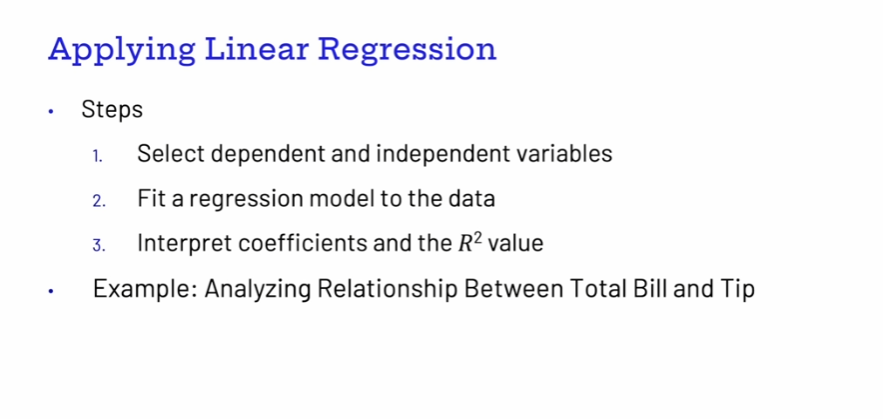 Applying Linear Regression
• Steps
1. Select dependent and independent variables
2. Fit a regression model to the data
3. Interpret coefficients and the R² value
• Example: Analyzing Relationship Between Total Bill and Tip